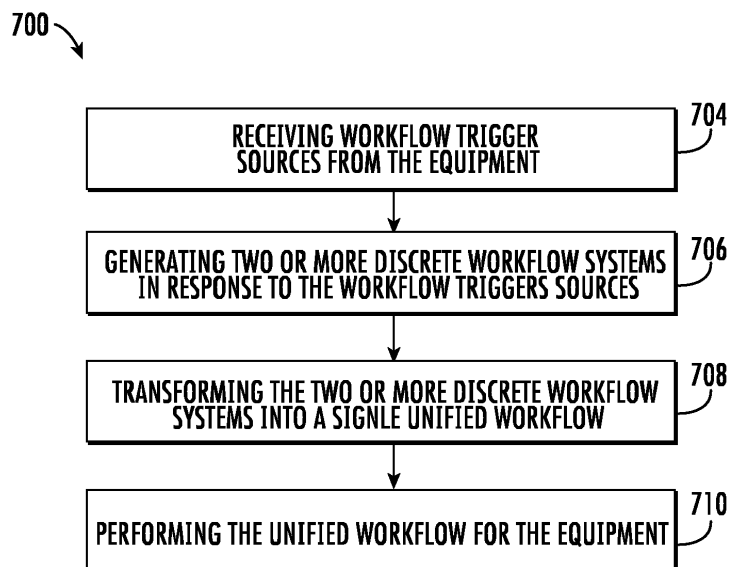 700
704
RECEIVING WORKFLOW TRIGGER
SOURCES FROM THE EQUIPMENT
706
GENERATING TWO OR MORE DISCRETE WORKFLOW SYSTEMS
IN RESPONSE TO THE WORKFLOW TRIGGERS SOURCES
708
TRANSFORMING THE TWO OR MORE DISCRETE WORKFLOW
SYSTEMS INTO A SIGNLE UNIFIED WORKFLOW
710
PERFORMING THE UNIFIED WORKFLOW FOR THE EQUIPMENT